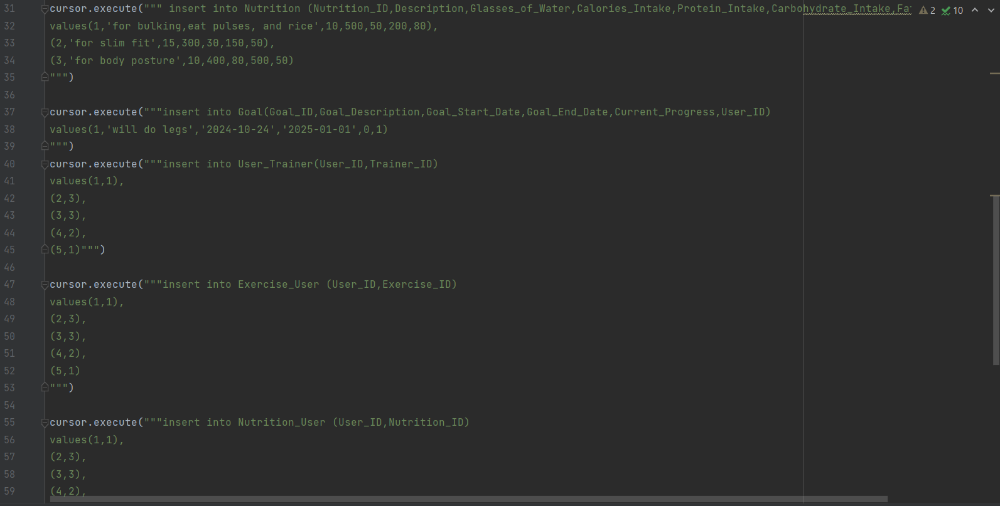 31 cursor.execute(""" insert into Nutrition (Nutrition_ID,Description,Glasses_of_Water,Calories_Intake,Protein_Intake,Carbohydrate_Intake, 2 10
32 values(1,'for bulking,eat pulses, and rice',10,500,50,200,80),
33 (2,'for slim fit',15,300,30,150,50),
34 (3,'for body posture',10,400,80,500,50)
35 """)
36
37 cursor.execute("""insert into Goal(Goal_ID,Goal_Description,Goal_Start_Date,Goal_End_Date,Current_Progress,User_ID)
38 values(1,'will do legs','2024-10-24','2025-01-01',0,1)
39 """)
40 cursor.execute("""insert into User_Trainer(User_ID,Trainer_ID)
41 values(1,1),
42 (2,3),
43 (3,3),
44 (4,2),
45 (5,1)""")
46
47 cursor.execute("""insert into Exercise_User (User_ID,Exercise_ID)
48 values(1,1),
49 (2,3),
50 (3,3),
51 (4,2),
52 (5,1)
53 """)
54
55 cursor.execute("""insert into Nutrition_User (User_ID,Nutrition_ID)
56 values(1,1),
57 (2,3),
58 (3,3),
59 (4,2),